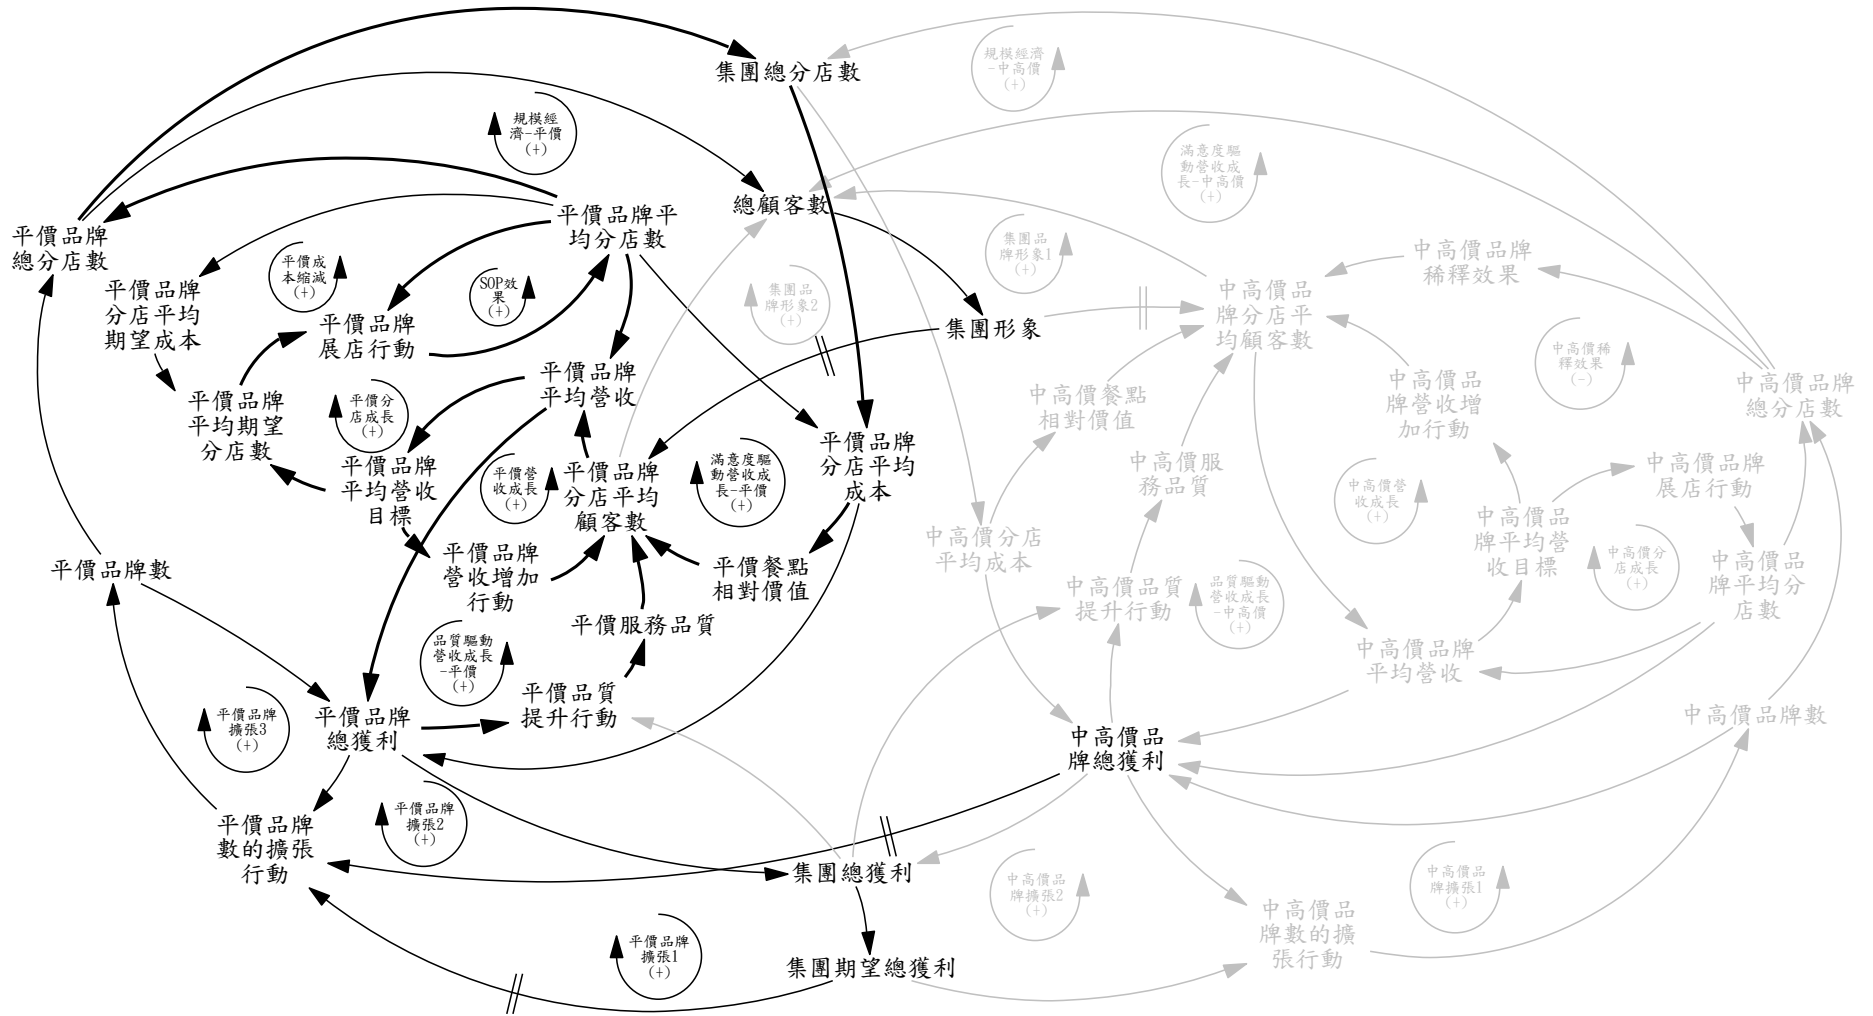 集團總分店數
規模經濟
-中高價
(+)
規模經
濟-平價
(+)
滿意度驅
動營收成
長-中高價
(+)
總顧客數
平價品牌平
均分店數
平價品牌
總分店數
平價成
本縮減
(+)
SOP效
果
(+)
集團品
牌形象1
(+)
中高價品牌
稀釋效果
平價品牌
分店平均
期望成本
平價品牌
展店行動
集團品
牌形象2
(+)
集團形象
中高價品
牌分店平
均顧客數
中高價稀
釋效果
(-)
平價品牌
平均期望
分店數
平價分
店成長
(+)
平價品牌
平均營收
中高價餐點
相對價值
中高價品
牌營收增
加行動
中高價品牌
總分店數
平價品牌
平均營收
目標
平價營
收成長
(+)
平價品牌
分店平均
顧客數
滿意度驅
動營收成
長-平價
(+)
平價品牌
分店平均
成本
中高價服
務品質
中高價營
收成長
(+)
中高價品牌
展店行動
平價品牌數
平價品牌
營收增加
行動
平價餐點
相對價值
中高價分店
平均成本
中高價品
牌平均營
收目標
中高價分
店成長
(+)
中高價品
牌平均分
店數
平價服務品質
中高價品質
提升行動
品質驅動
營收成長
-中高價
(+)
品質驅動
營收成長
-平價
(+)
中高價品牌
平均營收
平價品牌
擴張3
(+)
平價品牌
總獲利
平價品質
提升行動
中高價品
牌總獲利
中高價品牌數
平價品牌
數的擴張
行動
平價品牌
擴張2
(+)
集團總獲利
中高價品
牌擴張2
(+)
中高價品
牌擴張1
(+)
平價品牌
擴張1
(+)
集團期望總獲利
中高價品
牌數的擴
張行動